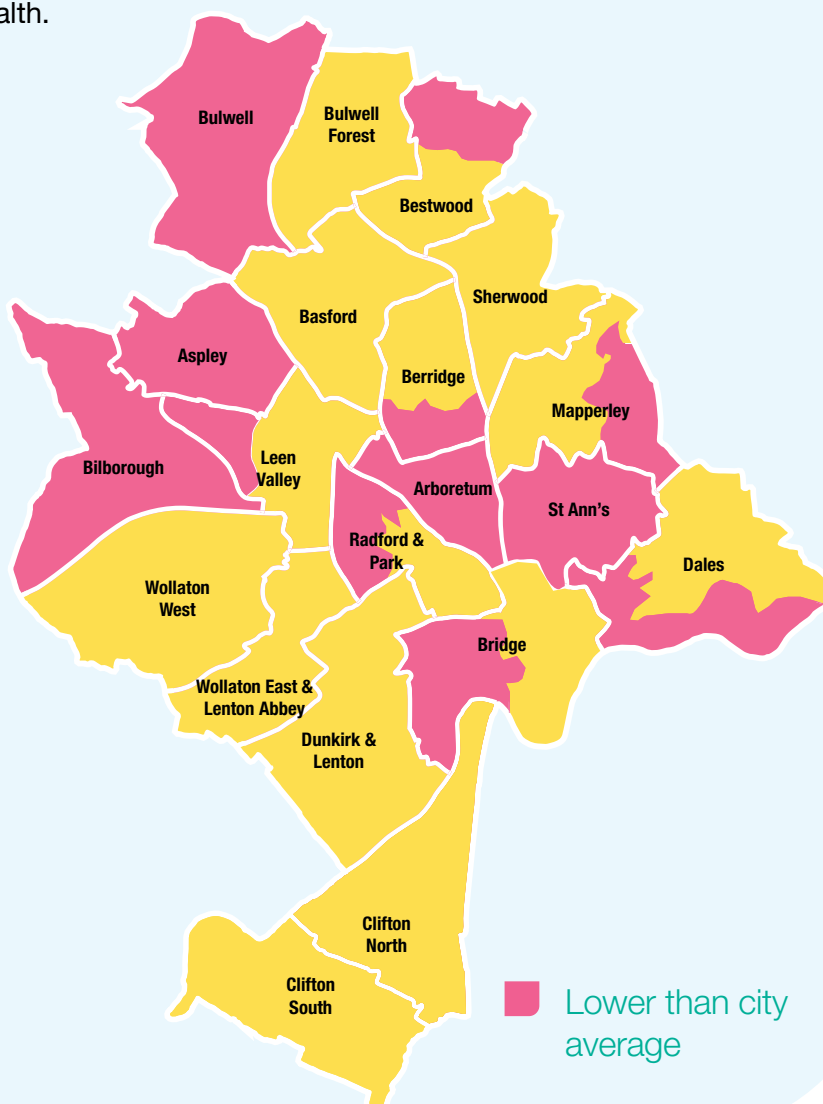 alth.
Bulwell
Bulwell
Forest
Bestwood
Sherwood
Basford
Aspley
Berridge
Mapperley
Bilborough
Leen
Valley
Arboretum
St Ann's
Radford &
Park
Dales
Wollaton
West
Bridge
Wollaton East &
Lenton Abbey
Dunkirk &
Lenton
Clifton
North
Clifton
South
Lower than city
average